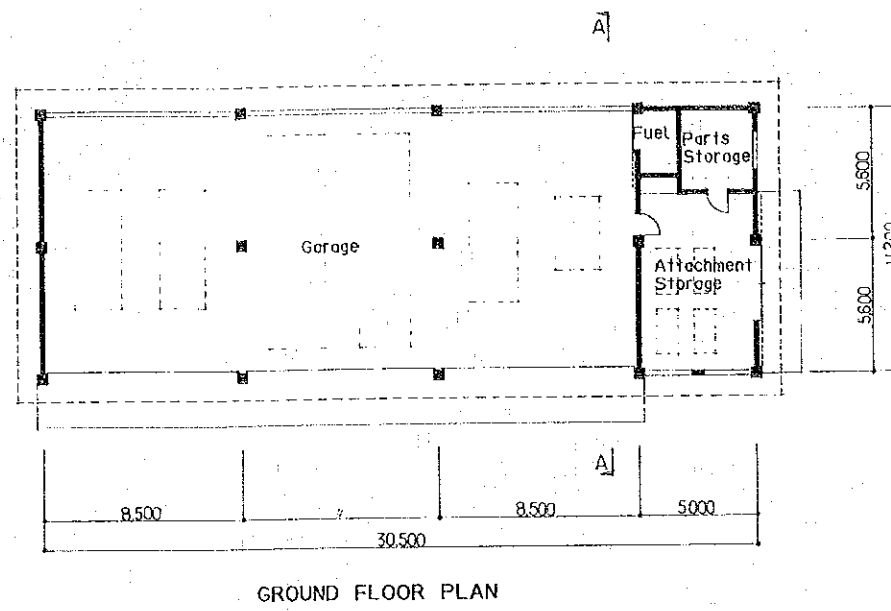 A
Fuel
Parts
Storage
Garage
Attachment
Storage
5,600
5,600
A
8,500
〃
8,500
5,000
30,500
GROUND FLOOR PLAN